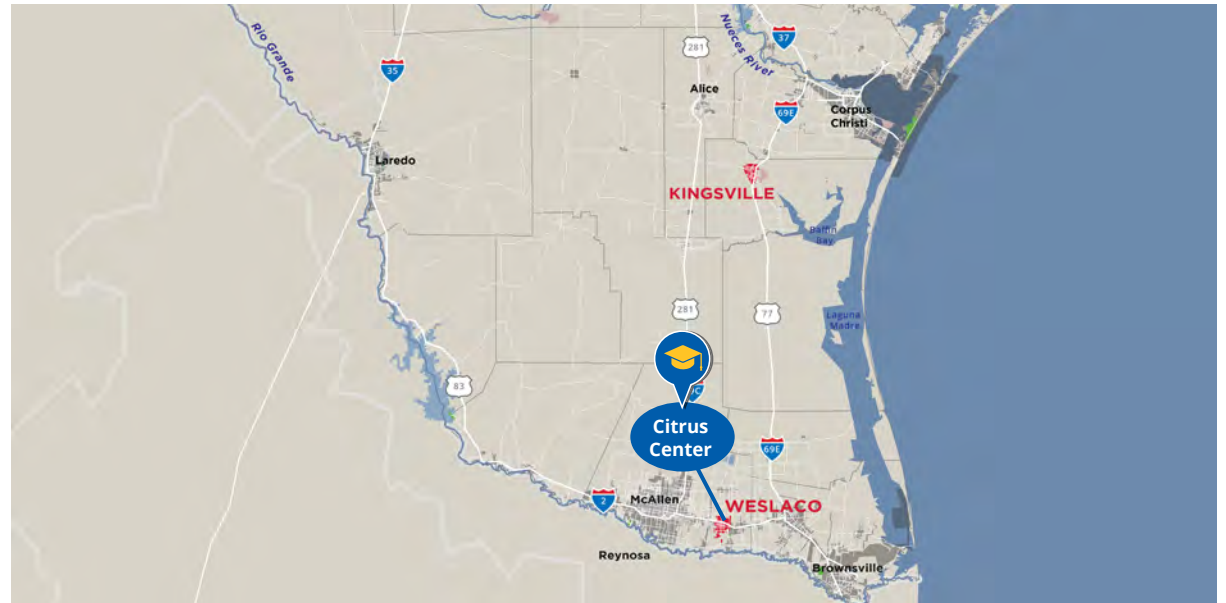 Rio Grande
35
281
Nueces River
37
Alice
69E
Corpus
Christi
Laredo
KINGSVILLE
Baffin
Bay
281
77
Laguna
Madre
83
Citrus
Center
69E
2
McAllen
WESLACO
Reynosa
Brownsville